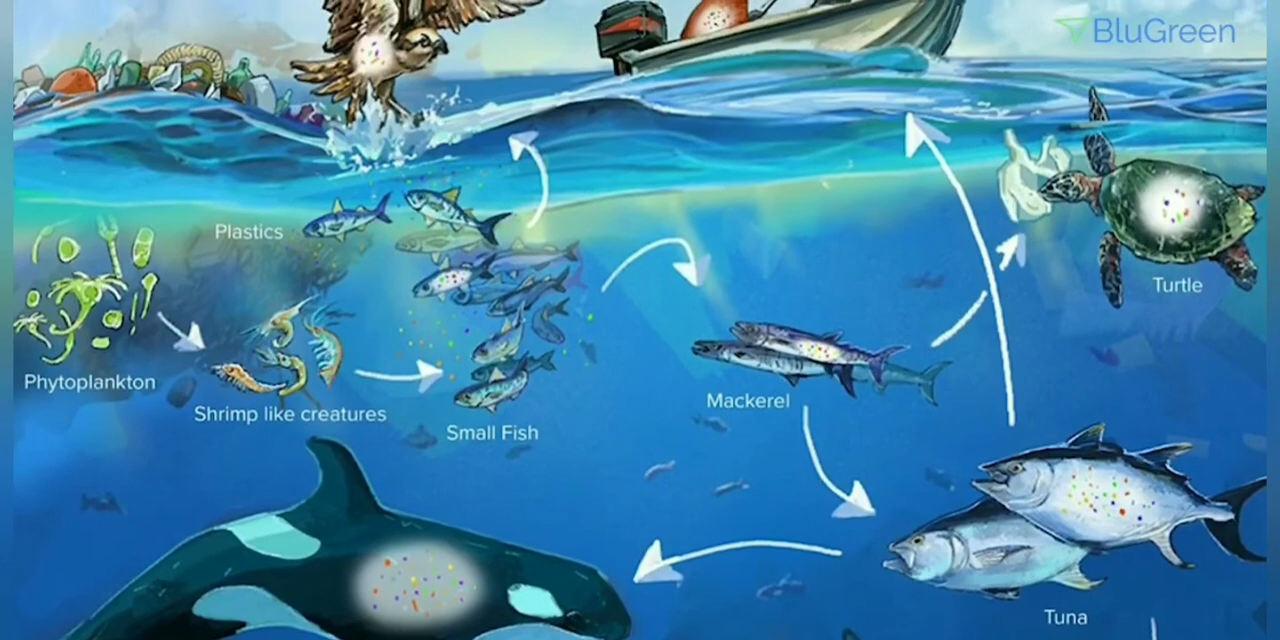 BluGreen
Plastics
Turtle
Phytoplankton
Mackerel
Shrimp like creatures
Small Fish
Tuna